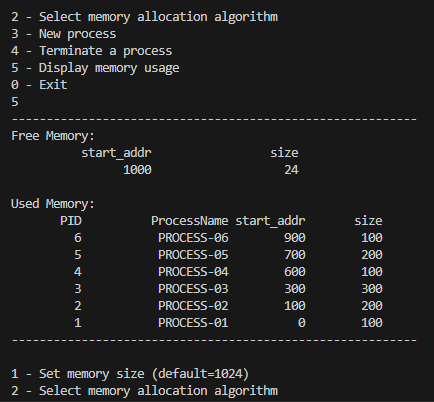 2 - Select memory allocation algorithm
3 - New process
4 - Terminate a process
5 - Display memory usage
0 - Exit
5
----------------------------------------------------------
Free Memory:
start_addr size
1000 24
Used Memory:
PID ProcessName start_addr size
6 PROCESS-06 900 100
5 PROCESS-05 700 200
4 PROCESS-04 600 100
3 PROCESS-03 300 300
2 PROCESS-02 100 200
1 PROCESS-01 0 100
----------------------------------------------------------
1 - Set memory size (default=1024)
2 - Select memory allocation algorithm